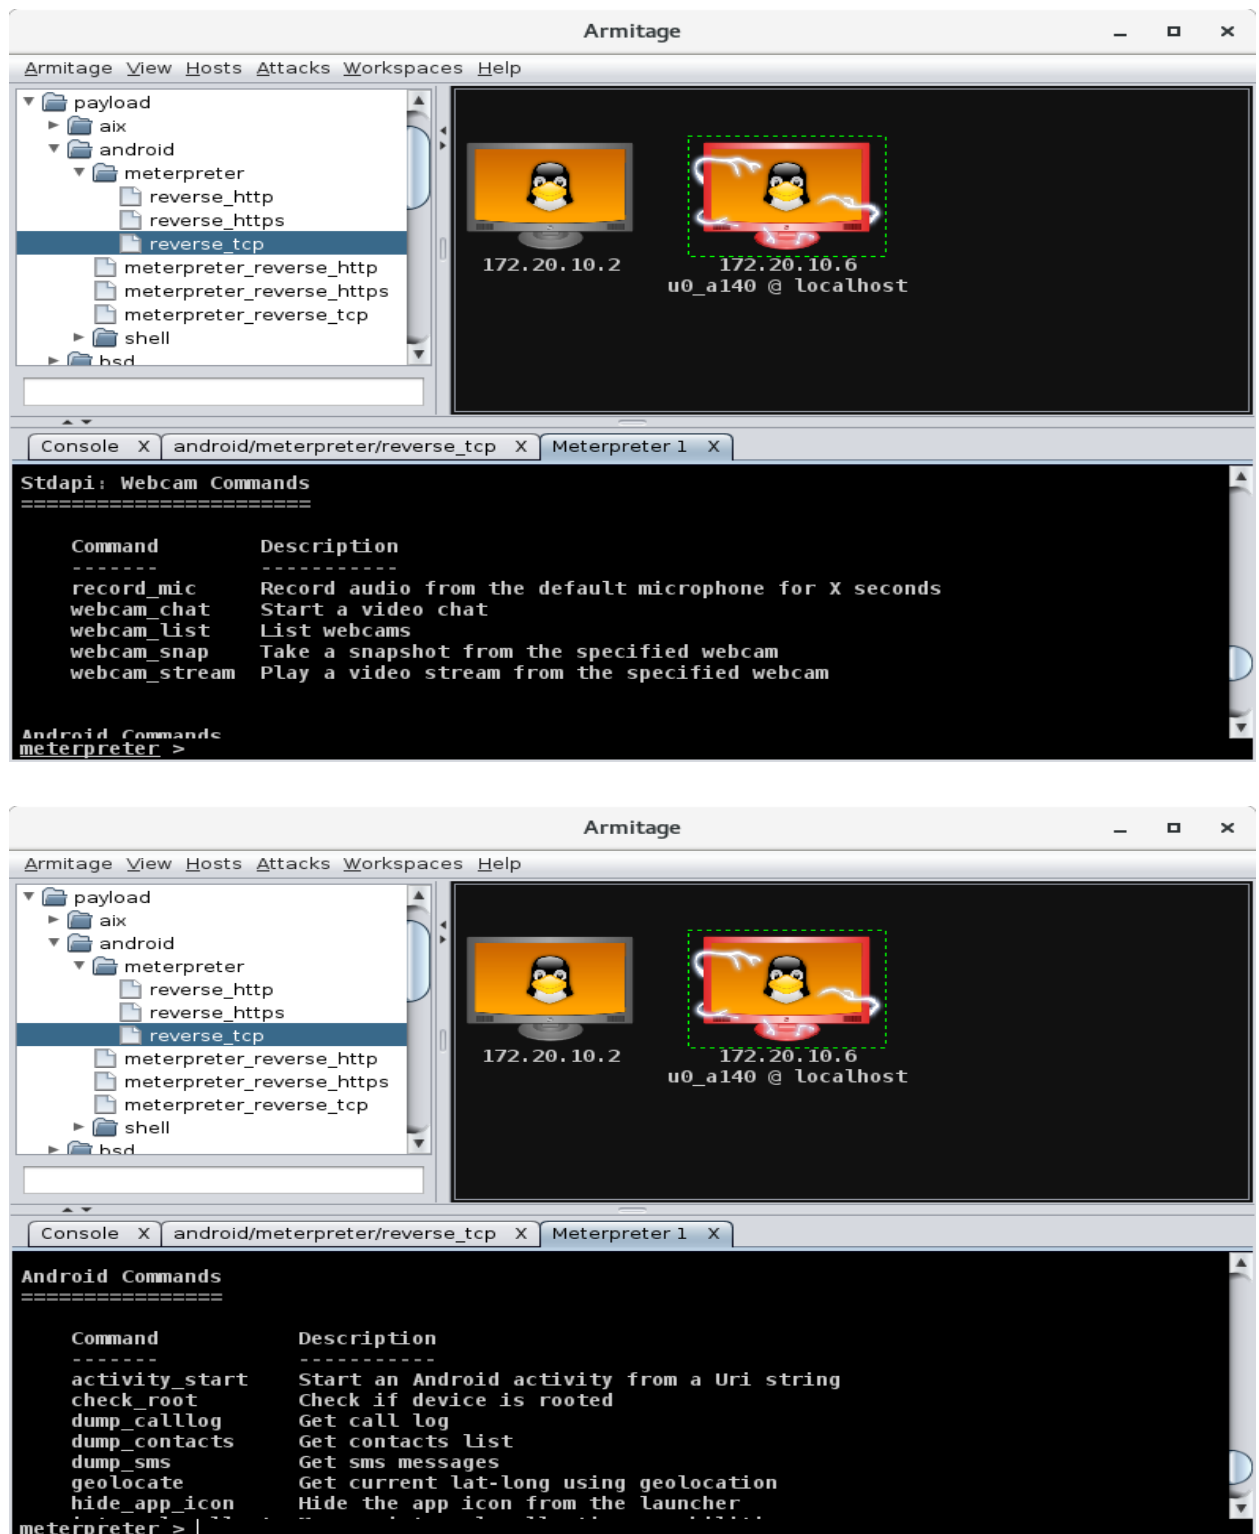 Armitage
Armitage View Hosts Attacks Workspaces Help
payload
aix
android
meterpreter
reverse_http
reverse_https
reverse_tcp
meterpreter_reverse_http
meterpreter_reverse_https
meterpreter_reverse_tcp
shell
bsd
172.20.10.2
172.20.10.6
u0_a140 @ localhost
Console X android/meterpreter/reverse_tcp X Meterpreter 1 X
Stdapi: Webcam Commands
=======================
Command Description
------- -----------
record_mic Record audio from the default microphone for X seconds
webcam_chat Start a video chat
webcam_list List webcams
webcam_snap Take a snapshot from the specified webcam
webcam_stream Play a video stream from the specified webcam
Android Commands
meterpreter >
Armitage
Armitage View Hosts Attacks Workspaces Help
payload
aix
android
meterpreter
reverse_http
reverse_https
reverse_tcp
meterpreter_reverse_http
meterpreter_reverse_https
meterpreter_reverse_tcp
shell
bsd
172.20.10.2
172.20.10.6
u0_a140 @ localhost
Console X android/meterpreter/reverse_tcp X Meterpreter 1 X
Android Commands
================
Command Description
------- -----------
activity_start Start an Android activity from a Uri string
check_root Check if device is rooted
dump_calllog Get call log
dump_contacts Get contacts list
dump_sms Get sms messages
geolocate Get current lat-long using geolocation
hide_app_icon Hide the app icon from the launcher
meterpreter >